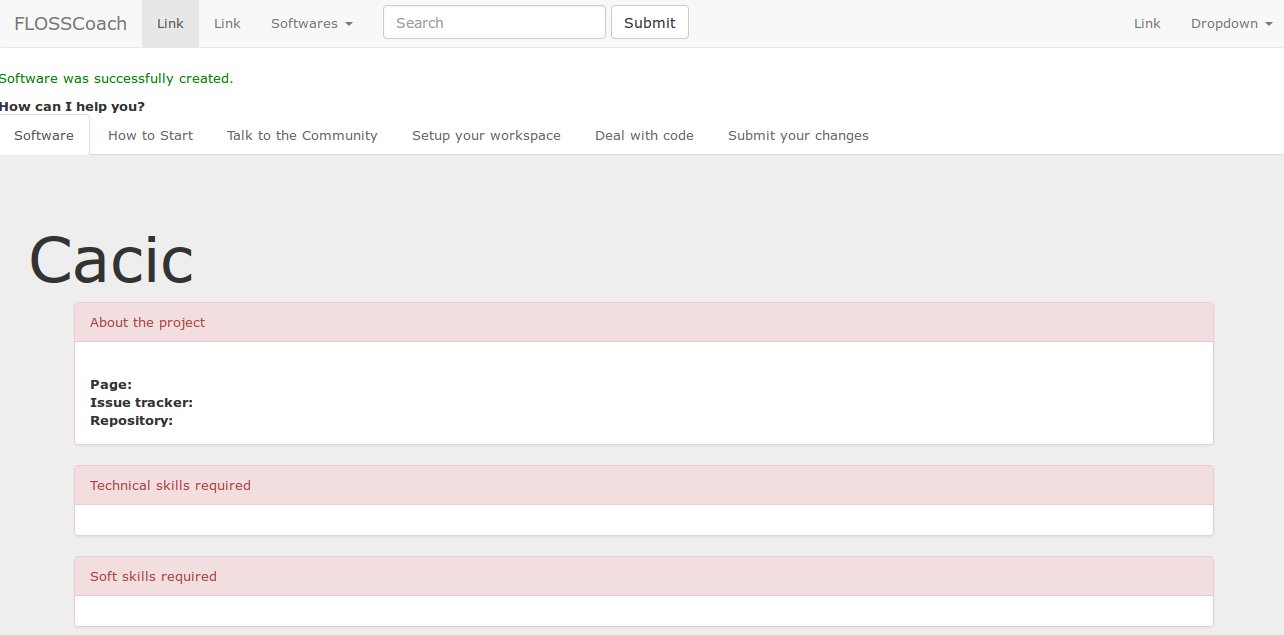 FLOSSCoach Link Link Softwares Search Submit Link Dropdown
Software was successfully created.
How can I help you?
Software How to Start Talk to the Community Setup your workspace Deal with code Submit your changes
Cacic
About the project
Page:
Issue tracker:
Repository:
Technical skills required
Soft skills required